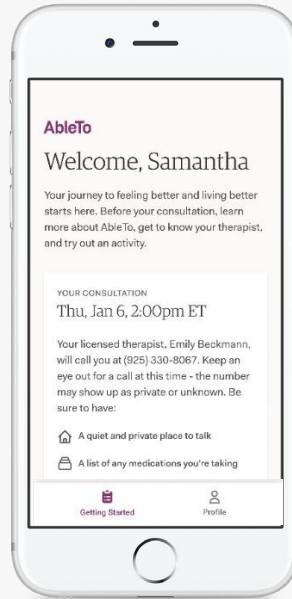 AbleTo
Welcome, Samantha
Your journey to feeling better and living better
starts here. Before your consultation, learn
more about AbleTo, get to know your therapist,
and try out an activity.
YOUR CONSULTATION
Thu, Jan 6, 2:00pm ET
Your licensed therapist, Emily Beckmann,
will call you at (925) 330-8067. Keep an
eye out for a call at this time - the number
may show up as private or unknown. Be
sure to have:
A quiet and private place to talk
A list of any medications you're taking
Getting Started
Profile